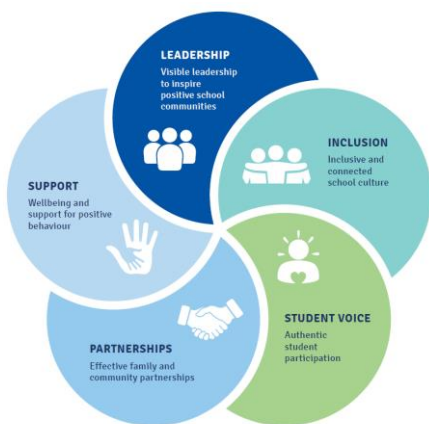 LEADERSHIP
Visible leadership
to inspire
positive school
communities
INCLUSION
Inclusive and
connected
school culture
STUDENT VOICE
Authentic
student
participation
PARTNERSHIPS
Effective family and
community partnerships
SUPPORT
Wellbeing and
support for positive
behaviour